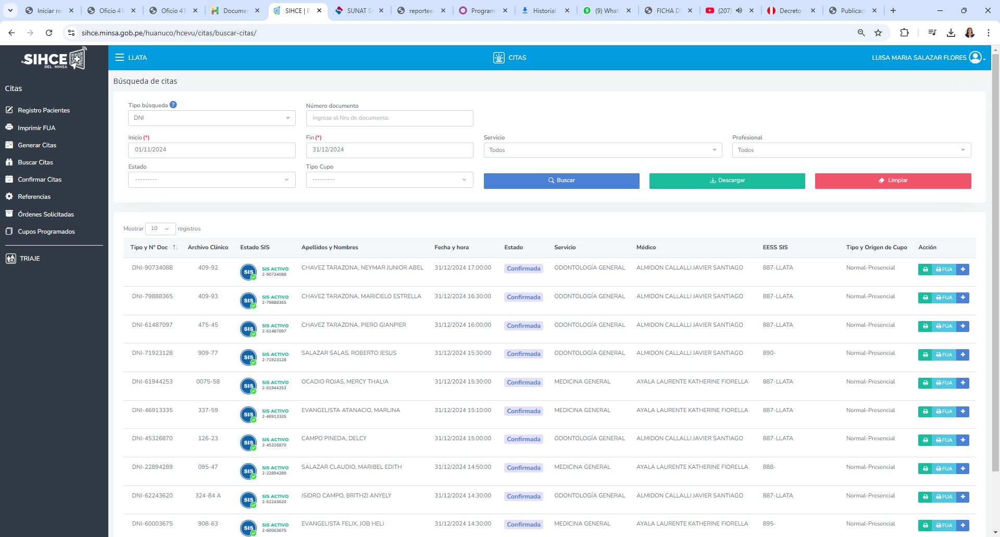 Iniciar re
Oficio 41
Oficio 41
Documen
SIHCE | B
SUNAT S
reportee
Programa
Historial
(9) What
FICHA D
(207)
Decreto
Publicac
sihce.minsa.gob.pe/huanuco/hcevu/citas/buscar-citas/
SIHCE
DEL MINSA
LLATA
CITAS
LUISA MARIA SALAZAR FLORES
Citas
Registro Pacientes
Imprimir FUA
Generar Citas
Buscar Citas
Confirmar Citas
Referencias
Órdenes Solicitadas
Cupos Programados
TRIAJE
Búsqueda de citas
Tipo búsqueda ?
Número documento
DNI
Ingrese el Nro de documento.
Inicio (*)
Fin (*)
Servicio
Profesional
01/11/2024
31/12/2024
Todos
Todos
Estado
Tipo Cupo
---------
---------
Buscar
Descargar
Limpiar
Mostrar 10 registros
Tipo y N° Doc Archivo Clínico Estado SIS Apellidos y Nombres Fecha y hora Estado Servicio Médico EESS SIS Tipo y Origen de Cupo Acción
DNI-90734088 409-92 SIS SIS ACTIVO 2-90734088 CHAVEZ TARAZONA, NEYMAR JUNIOR ABEL 31/12/2024 17:00:00 Confirmada ODONTOLOGÍA GENERAL ALMIDON CALLALLI JAVIER SANTIAGO 887-LLATA Normal-Presencial FUA
DNI-79888365 409-93 SIS SIS ACTIVO 2-79888365 CHAVEZ TARAZONA, MARICIELO ESTRELLA 31/12/2024 16:30:00 Confirmada ODONTOLOGÍA GENERAL ALMIDON CALLALLI JAVIER SANTIAGO 887-LLATA Normal-Presencial FUA
DNI-61487097 475-45 SIS SIS ACTIVO 2-61487097 CHAVEZ TARAZONA, PIERO GIANPIER 31/12/2024 16:00:00 Confirmada ODONTOLOGÍA GENERAL ALMIDON CALLALLI JAVIER SANTIAGO 887-LLATA Normal-Presencial FUA
DNI-71923128 909-77 SIS SIS ACTIVO 2-71923128 SALAZAR SALAS, ROBERTO JESUS 31/12/2024 15:30:00 Confirmada ODONTOLOGÍA GENERAL ALMIDON CALLALLI JAVIER SANTIAGO 890- Normal-Presencial FUA
DNI-61944253 0075-58 SIS SIS ACTIVO 2-61944253 OCADIO ROJAS, MERCY THALIA 31/12/2024 15:30:00 Confirmada MEDICINA GENERAL AYALA LAURENTE KATHERINE FIORELLA 887-LLATA Normal-Presencial FUA
DNI-46913335 337-59 SIS SIS ACTIVO 2-46913335 EVANGELISTA ATANACIO, MARLINA 31/12/2024 15:10:00 Confirmada MEDICINA GENERAL AYALA LAURENTE KATHERINE FIORELLA 887-LLATA Normal-Presencial FUA
DNI-45326870 126-23 SIS SIS ACTIVO 2-45326870 CAMPO PINEDA, DELCY 31/12/2024 15:00:00 Confirmada ODONTOLOGÍA GENERAL ALMIDON CALLALLI JAVIER SANTIAGO 887-LLATA Normal-Presencial FUA
DNI-22894289 095-47 SIS SIS ACTIVO 2-22894289 SALAZAR CLAUDIO, MARIBEL EDITH 31/12/2024 14:50:00 Confirmada MEDICINA GENERAL AYALA LAURENTE KATHERINE FIORELLA 888- Normal-Presencial FUA
DNI-62243620 324-84 A SIS SIS ACTIVO 2-62243620 ISIDRO CAMPO, BRITHZI ANYELY 31/12/2024 14:30:00 Confirmada ODONTOLOGÍA GENERAL ALMIDON CALLALLI JAVIER SANTIAGO 887-LLATA Normal-Presencial FUA
DNI-60003675 908-63 SIS SIS ACTIVO 2-60003675 EVANGELISTA FELIX, JOB HELI 31/12/2024 14:30:00 Confirmada MEDICINA GENERAL AYALA LAURENTE KATHERINE FIORELLA 895- Normal-Presencial FUA